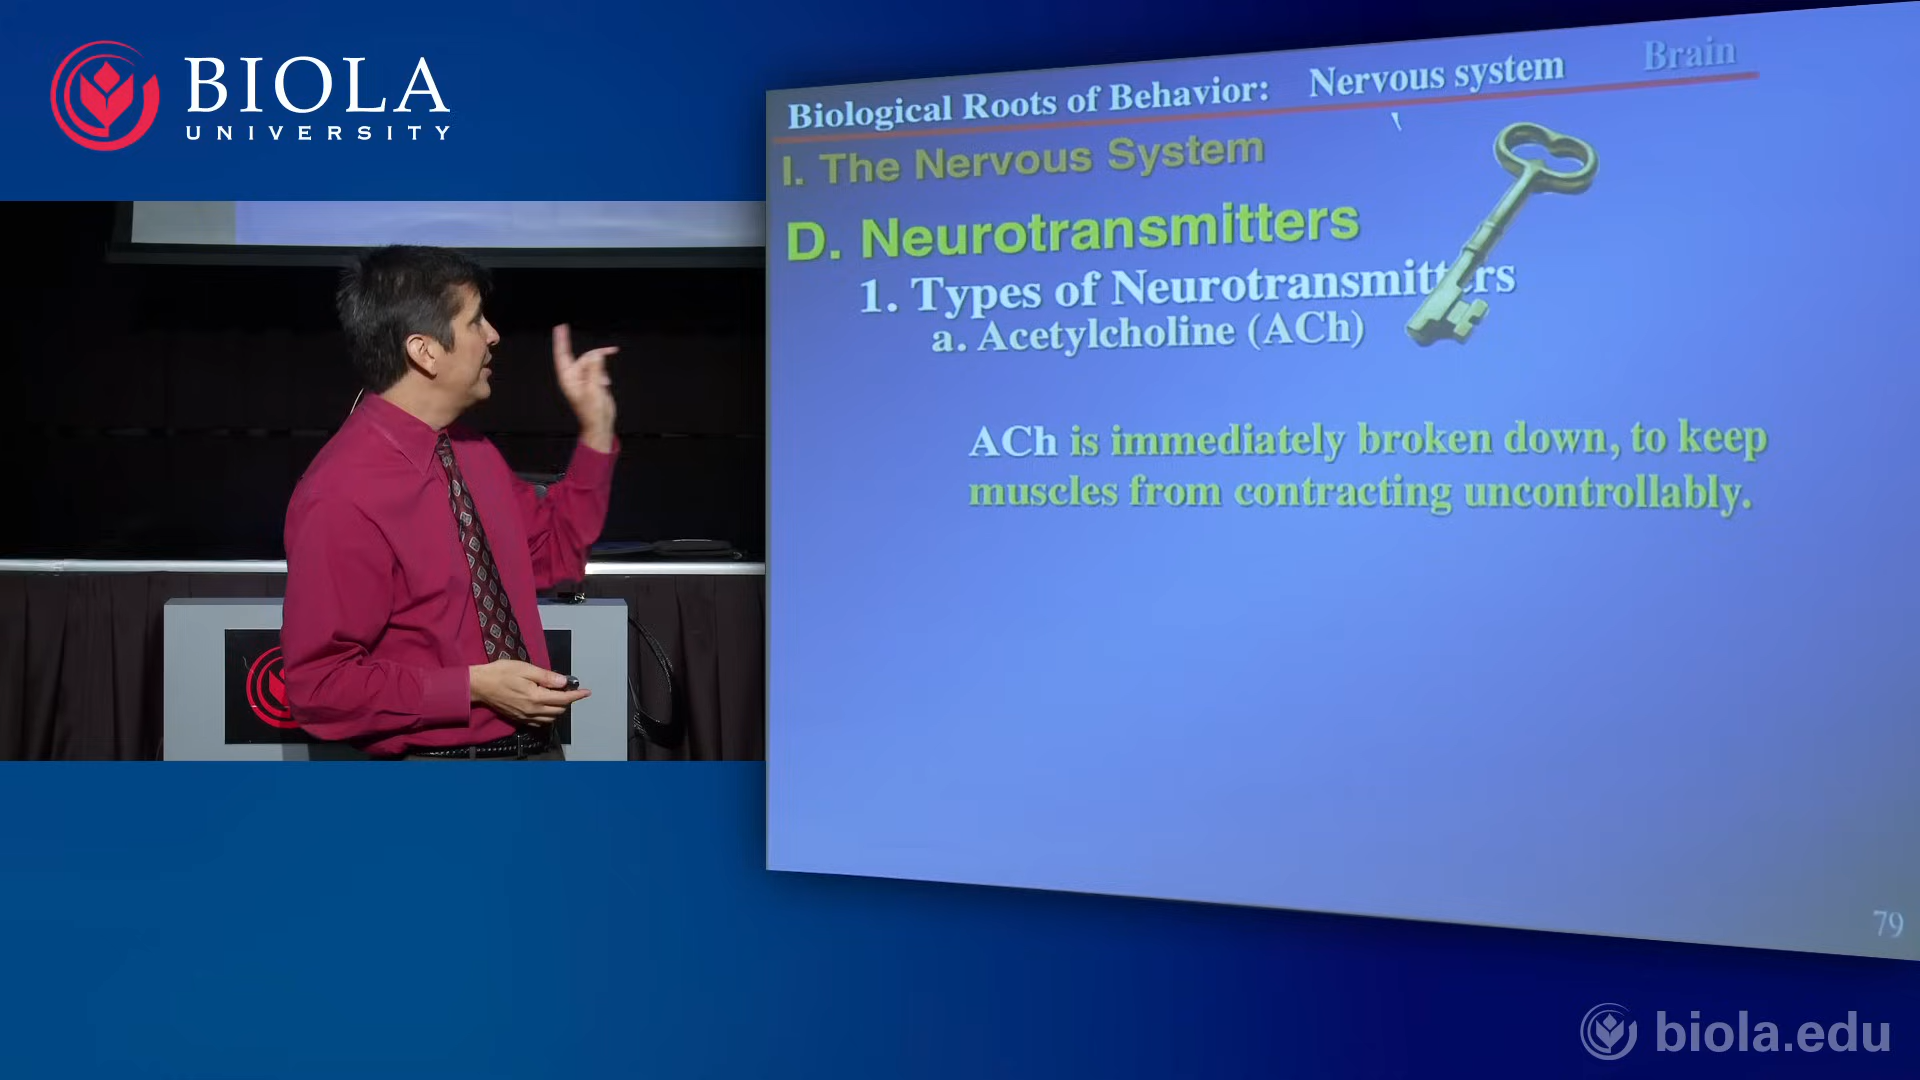 BIOLA
UNIVERSITY
Biological Roots of Behavior: Nervous system Brain
I. The Nervous System
D. Neurotransmitters
1. Types of Neurotransmitters
a. Acetylcholine (ACh)
ACh is immediately broken down, to keep
muscles from contracting uncontrollably.
79
biola.edu